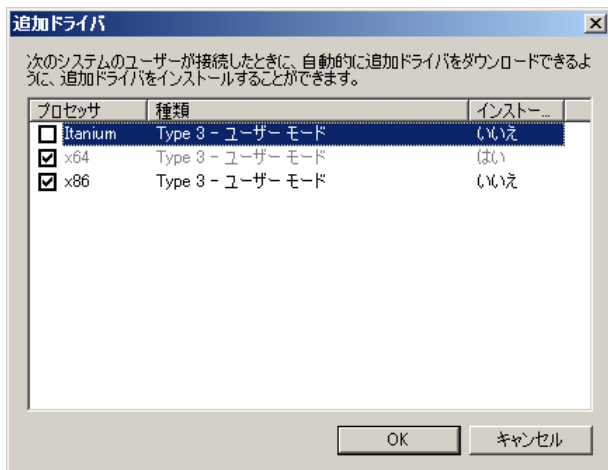 追加ドライバ
次のシステムのユーザーが接続したときに、自動的に追加ドライバをダウンロードできるよ
うに、追加ドライバをインストールすることができます。
プロセッサ 種類 インストー...
Itanium Type 3 - ユーザー モード いいえ
x64 Type 3 - ユーザー モード はい
x86 Type 3 - ユーザー モード いいえ
OK キャンセル